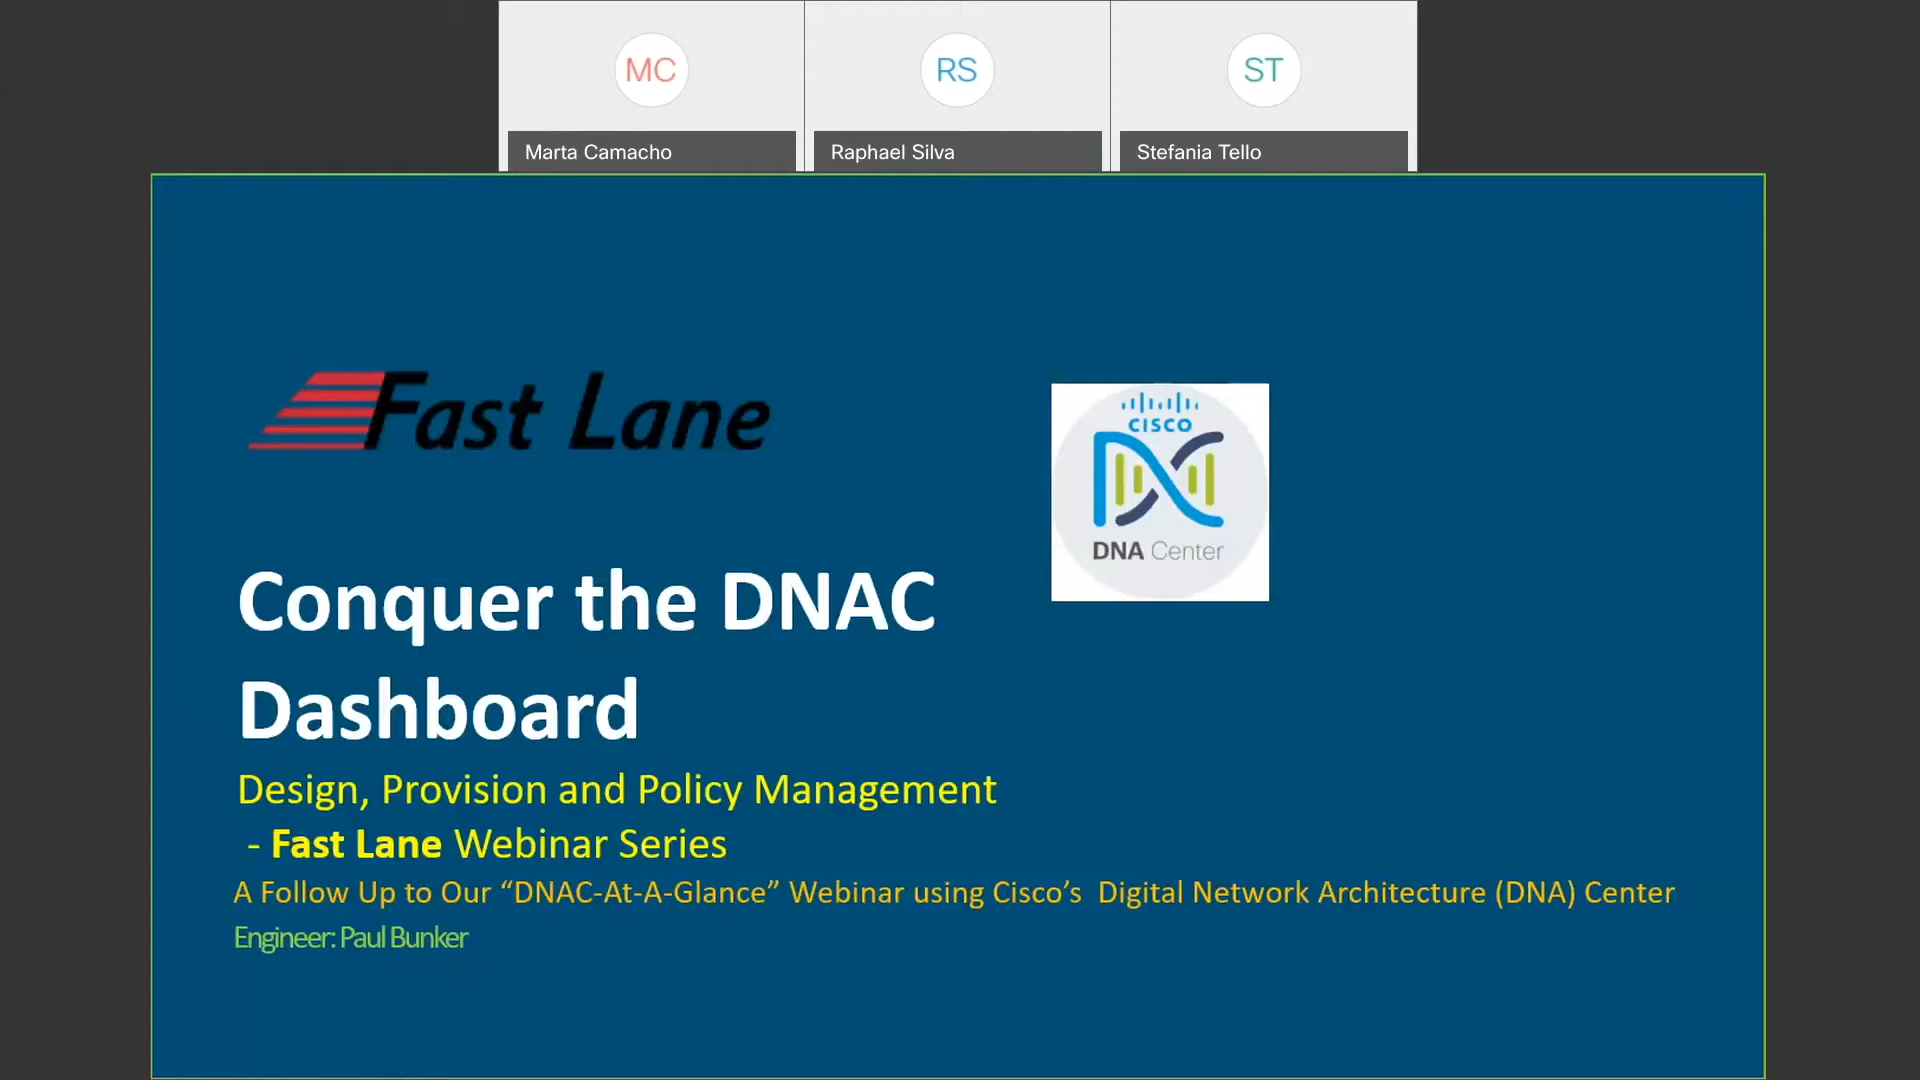 MC
RS
ST
Marta Camacho
Raphael Silva
Stefania Tello
Fast Lane
CISCO
DNA Center
Conquer the DNAC
Dashboard
Design, Provision and Policy Management
- Fast Lane Webinar Series
A Follow Up to Our “DNAC-At-A-Glance” Webinar using Cisco’s Digital Network Architecture (DNA) Center
Engineer: Paul Bunker